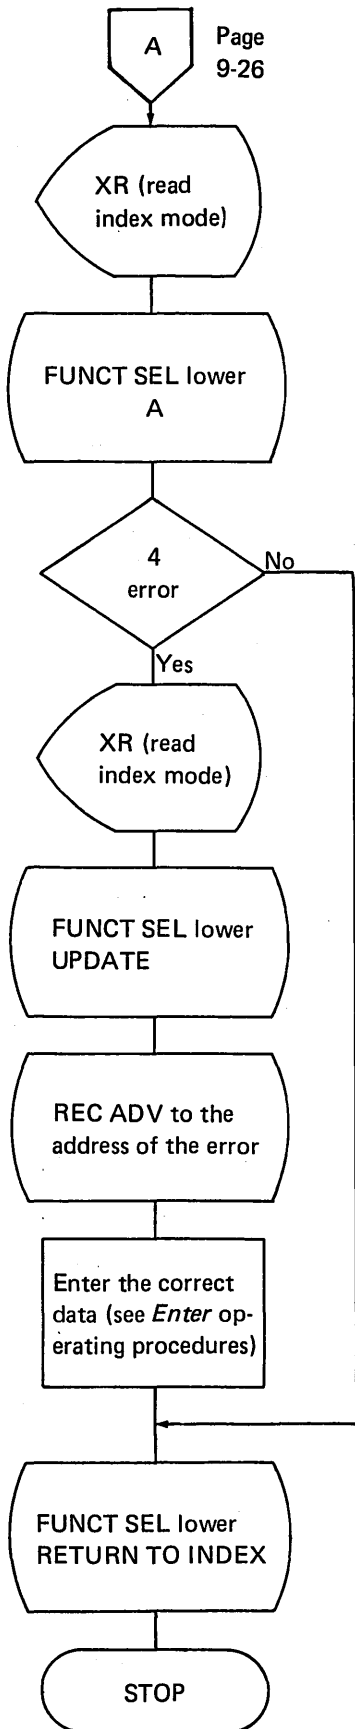 A
Page
9-26
XR (read
index mode)
FUNCT SEL lower
A
4
error
No
Yes
XR (read
index mode)
FUNCT SEL lower
UPDATE
REC ADV to the
address of the error
Enter the correct
data (see Enter op-
erating procedures)
FUNCT SEL lower
RETURN TO INDEX
STOP